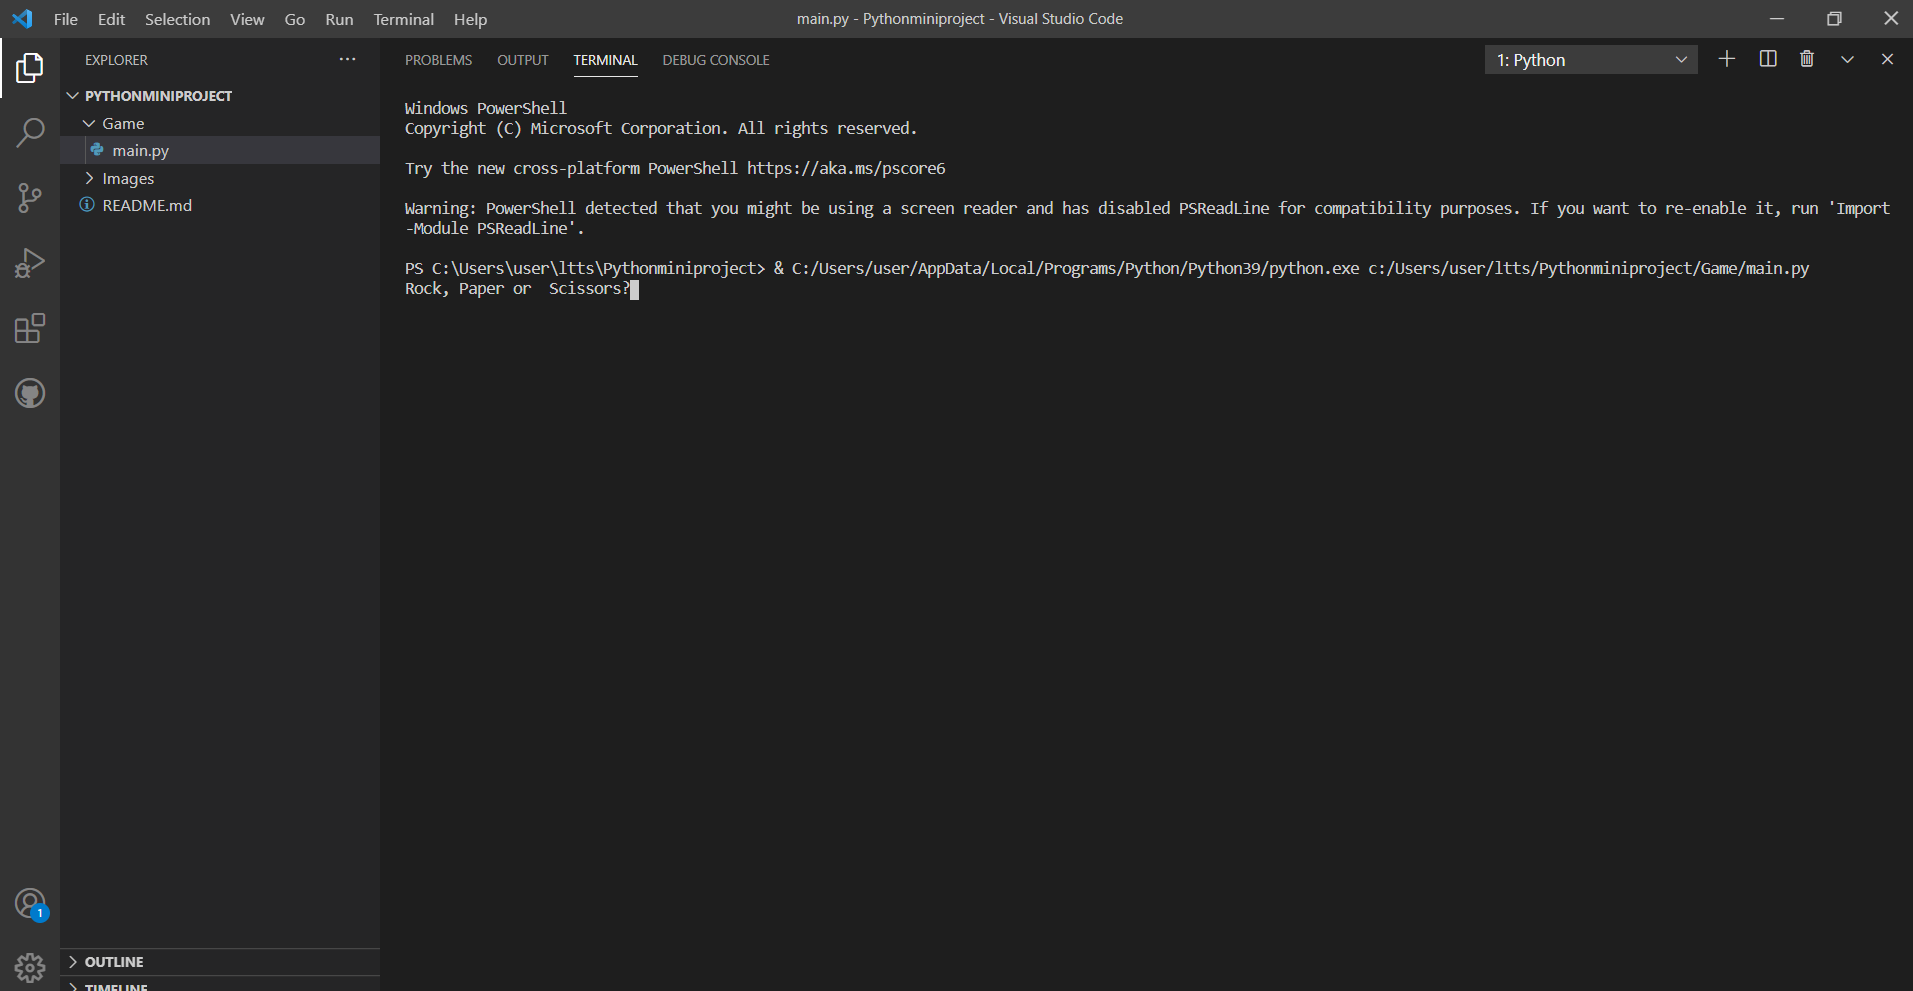 File Edit Selection View Go Run Terminal Help
main.py - Pythonminiproject - Visual Studio Code
EXPLORER
PYTHONMINIPROJECT
Game
main.py
Images
README.md
OUTLINE
TIMELINE
1
PROBLEMS OUTPUT TERMINAL DEBUG CONSOLE
1: Python
Windows PowerShell
Copyright (C) Microsoft Corporation. All rights reserved.
Try the new cross-platform PowerShell https://aka.ms/pscore6
Warning: PowerShell detected that you might be using a screen reader and has disabled PSReadLine for compatibility purposes. If you want to re-enable it, run 'Import
-Module PSReadLine'.
PS C:\Users\user\ltts\Pythonminiproject> & C:/Users/user/AppData/Local/Programs/Python/Python39/python.exe c:/Users/user/ltts/Pythonminiproject/Game/main.py
Rock, Paper or  Scissors?